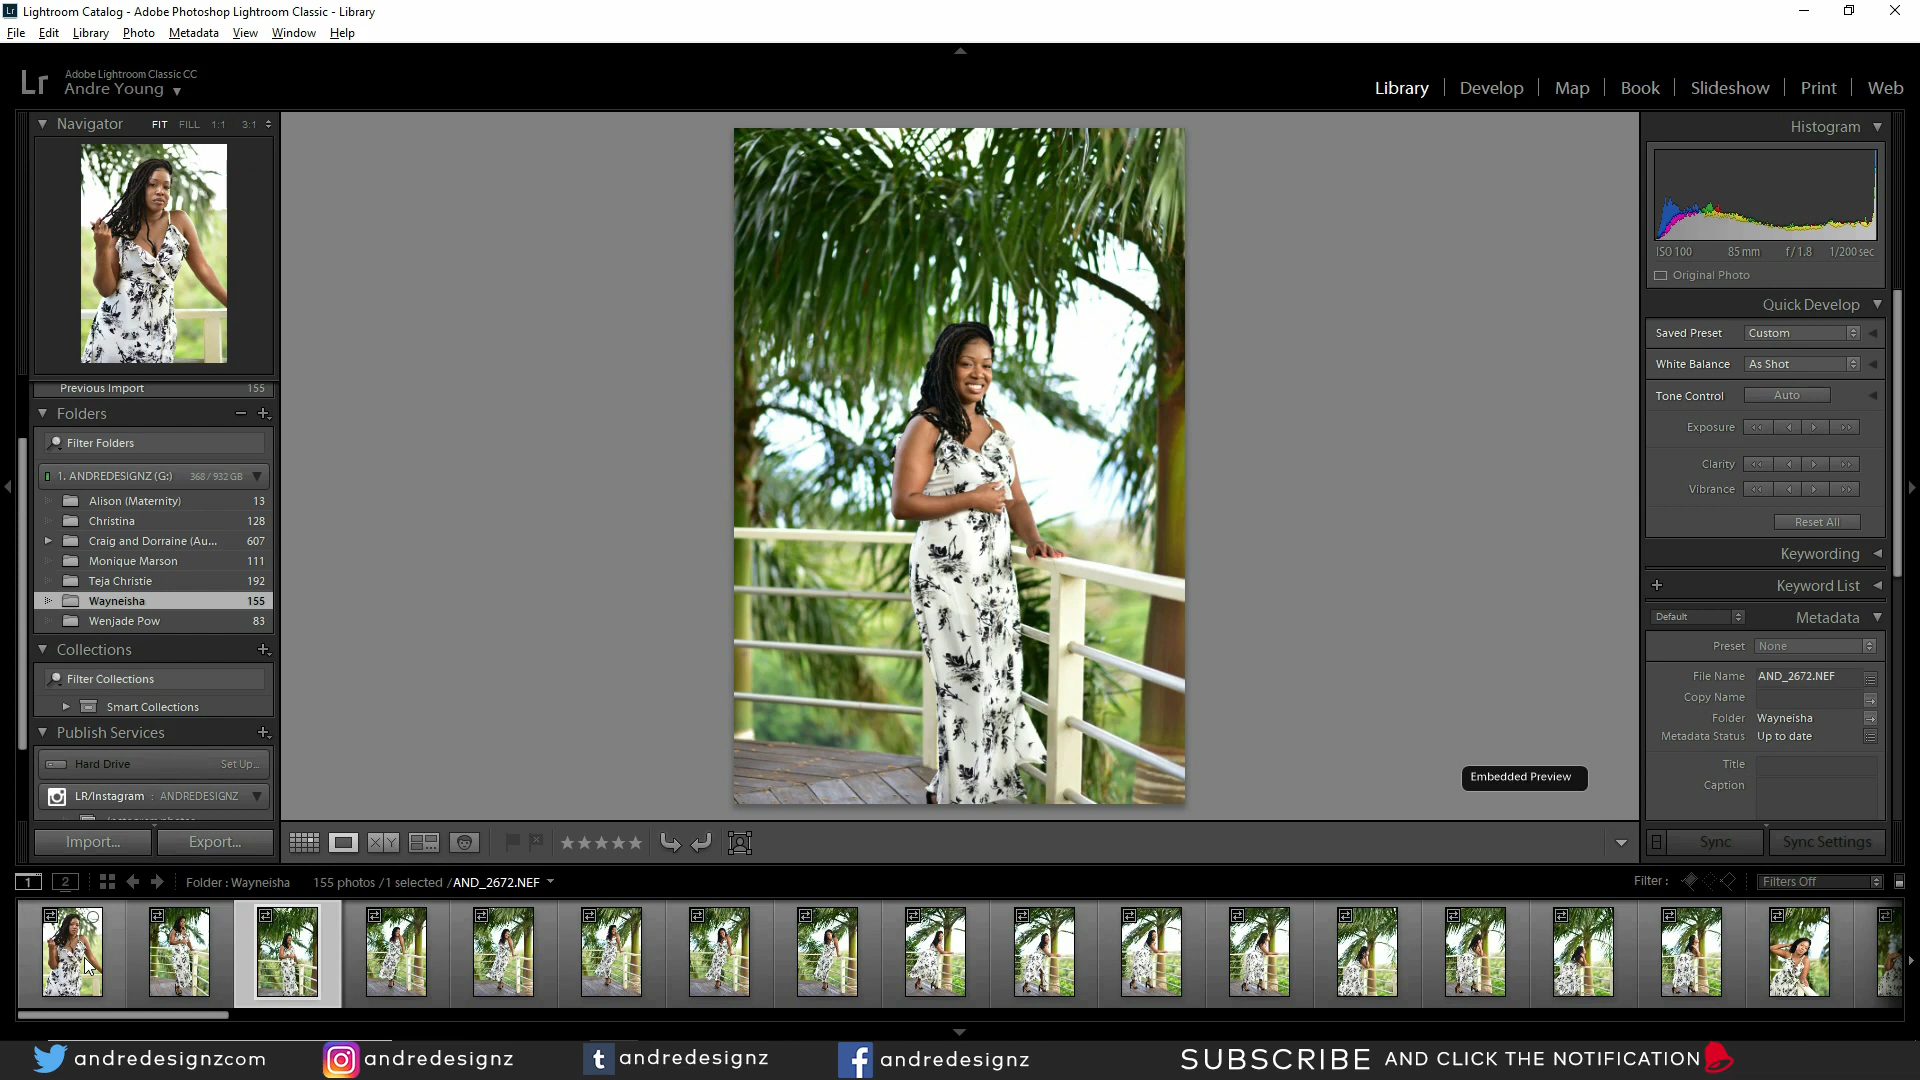 Lr Lightroom Catalog - Adobe Photoshop Lightroom Classic - Library
File Edit Library Photo Metadata View Window Help
Lr Adobe Lightroom Classic CC
Andre Young
Library Develop Map Book Slideshow Print Web
Navigator FIT FILL 1:1 3:1
Previous Import 155
Folders
Filter Folders
1. ANDREDESIGNZ (G:) 368 / 932 GB
Alison (Maternity) 13
Christina 128
Craig and Dorraine (Au... 607
Monique Marson 111
Teja Christie 192
Wayneisha 155
Wenjade Pow 83
Collections
Filter Collections
Smart Collections
Publish Services
Hard Drive Set Up...
LR/Instagram : ANDREDESIGNZ
Import... Export...
Embedded Preview
Histogram
ISO 100 85 mm f / 1.8 1/200 sec
Original Photo
Quick Develop
Saved Preset Custom
White Balance As Shot
Tone Control Auto
Exposure
Clarity
Vibrance
Reset All
Keywording
Keyword List
Default Metadata
Preset None
File Name AND_2672.NEF
Copy Name
Folder Wayneisha
Metadata Status Up to date
Title
Caption
Sync Sync Settings
X Y
1 2 Folder : Wayneisha 155 photos / 1 selected / AND_2672.NEF Filter : Filters Off
andredesignzcom andredesignz t andredesignz f andredesignz SUBSCRIBE AND CLICK THE NOTIFICATION